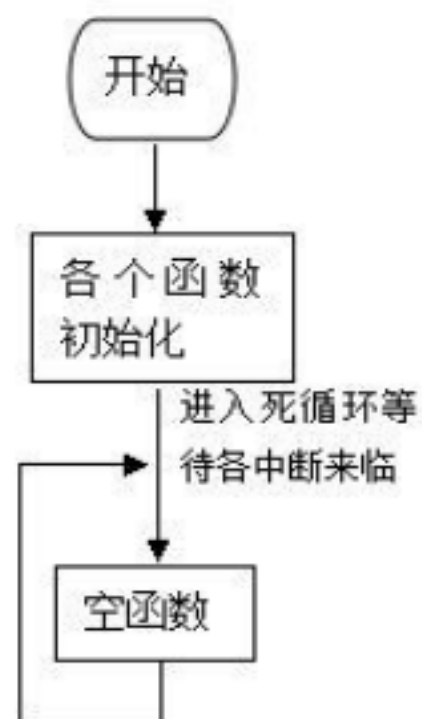 开始
各个函数
初始化
进入死循环等
待各中断来临
空函数